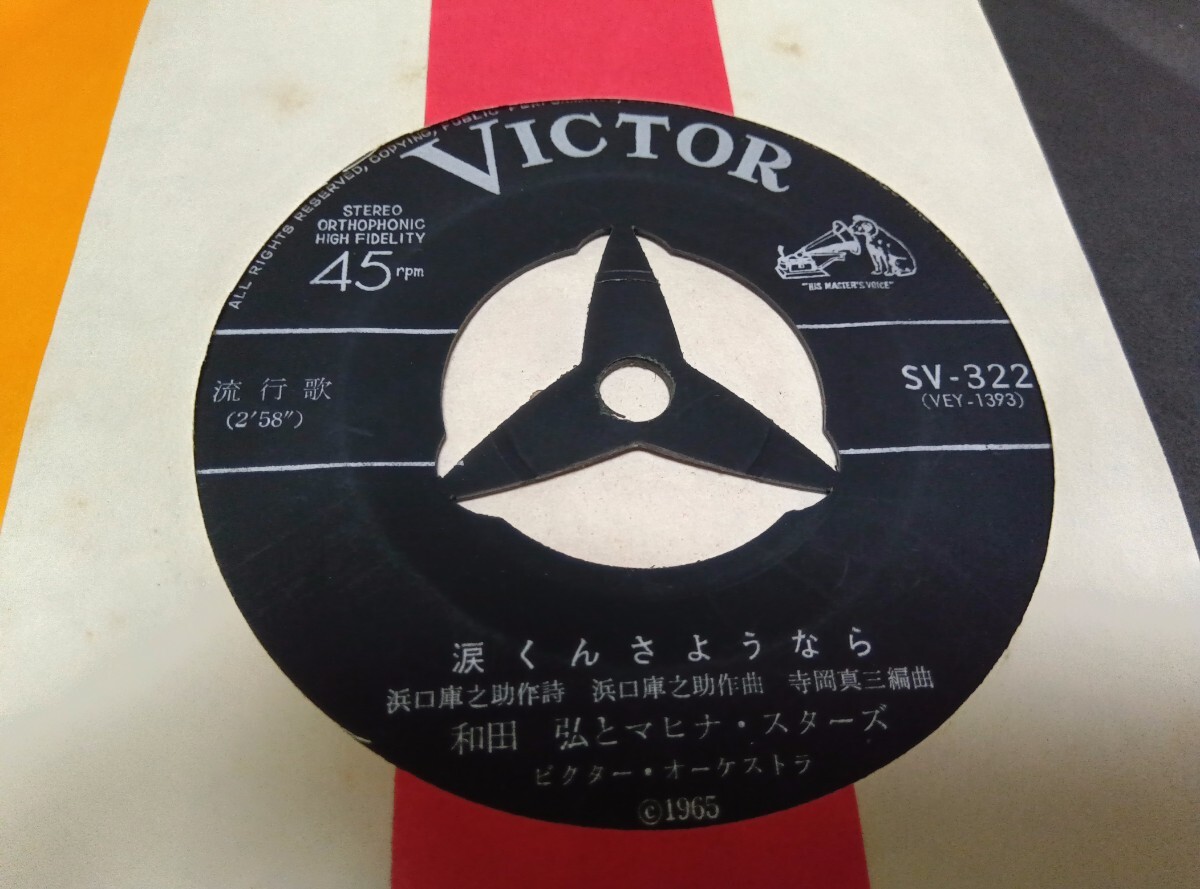 ALL RIGHTS RESERVED, COPYING, PUBLIC PERFORMANCE,
VICTOR
STEREO
ORTHOPHONIC
HIGH FIDELITY
45 rpm
"HIS MASTER'S VOICE"
流行歌
(2'58")
SV-322
(VEY-1393)
涙くんさようなら
浜口庫之助作詩 浜口庫之助作曲 寺岡真三編曲
和田 弘とマヒナ・スターズ
ビクター・オーケストラ
©1965